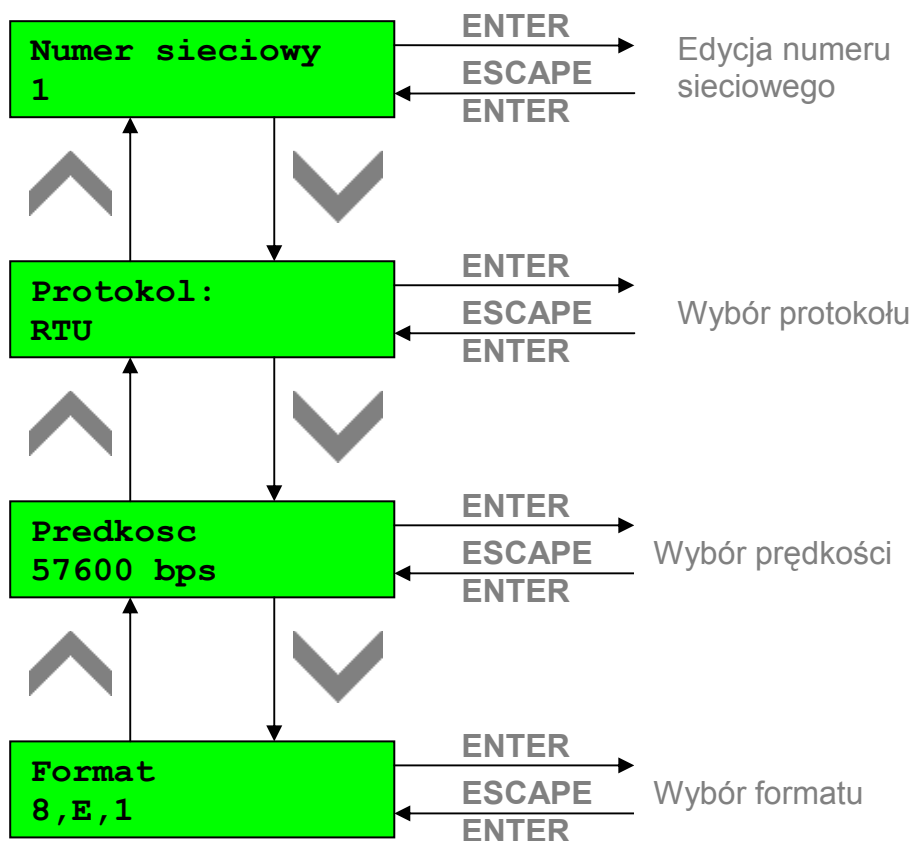 Numer sieciowy
1
ENTER
ESCAPE
ENTER
Edycja numeru
sieciowego
Protokol:
RTU
ENTER
ESCAPE
ENTER
Wybór protokołu
Predkosc
57600 bps
ENTER
ESCAPE
ENTER
Wybór prędkości
Format
8,E,1
ENTER
ESCAPE
ENTER
Wybór formatu